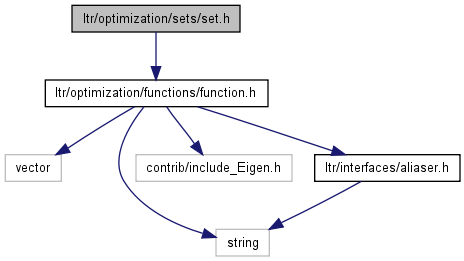 ltr/optimization/sets/set.h
ltr/optimization/functions/function.h
vector
contrib/include_Eigen.h
ltr/interfaces/aliaser.h
string